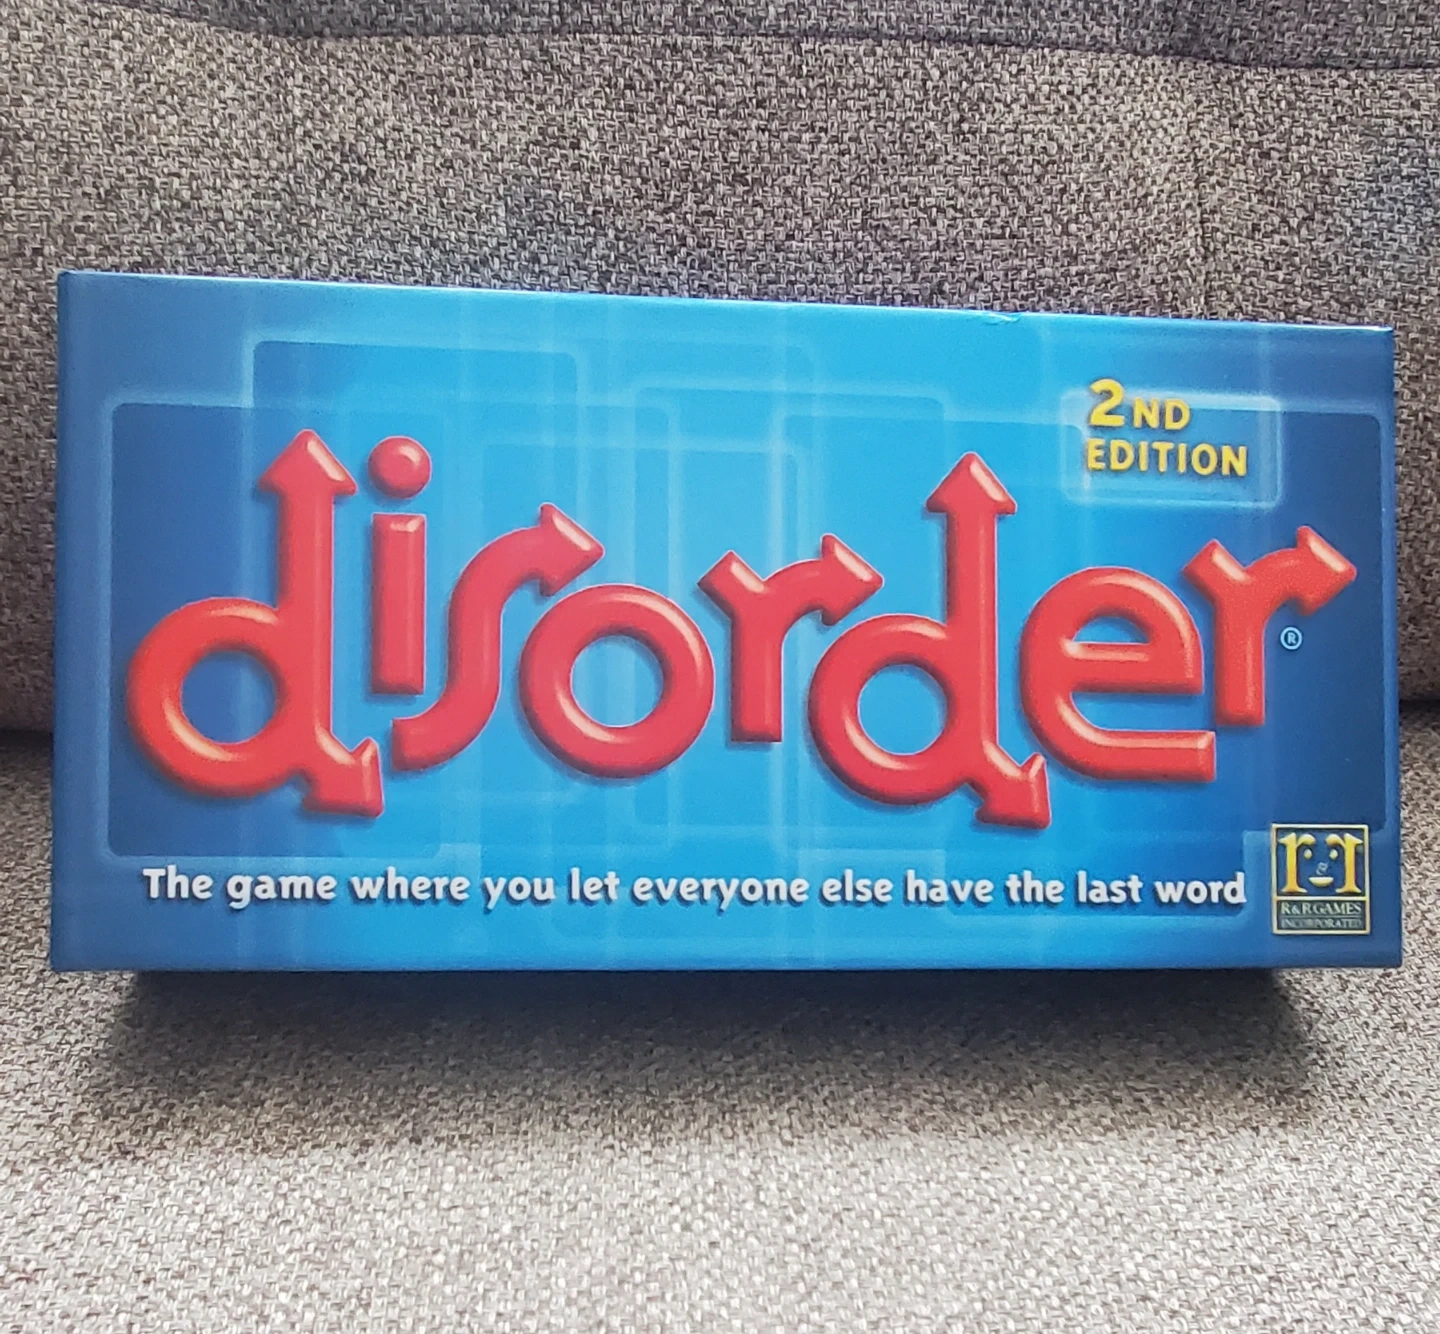 2ND
EDITION
disorder®
The game where you let everyone else have the last word
r&r
R&R GAMES
INCORPORATED